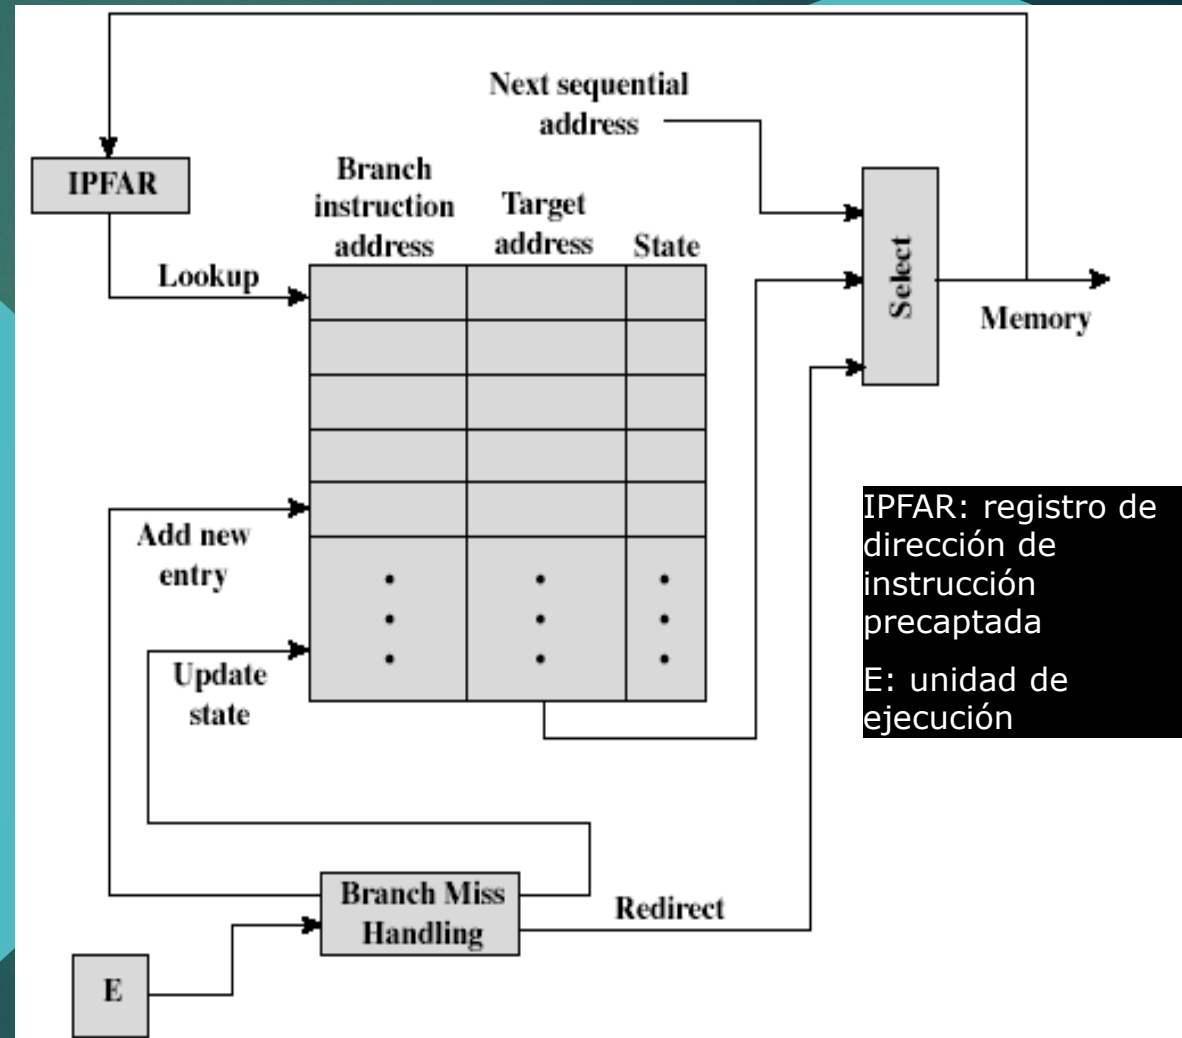 Next sequential
address
IPFAR
Branch
instruction
address
Target
address
State
Lookup
Select
Memory
Add new
entry
Update
state
IPFAR: registro de
dirección de
instrucción
precaptada
E: unidad de
ejecución
Branch Miss
Handling
Redirect
E